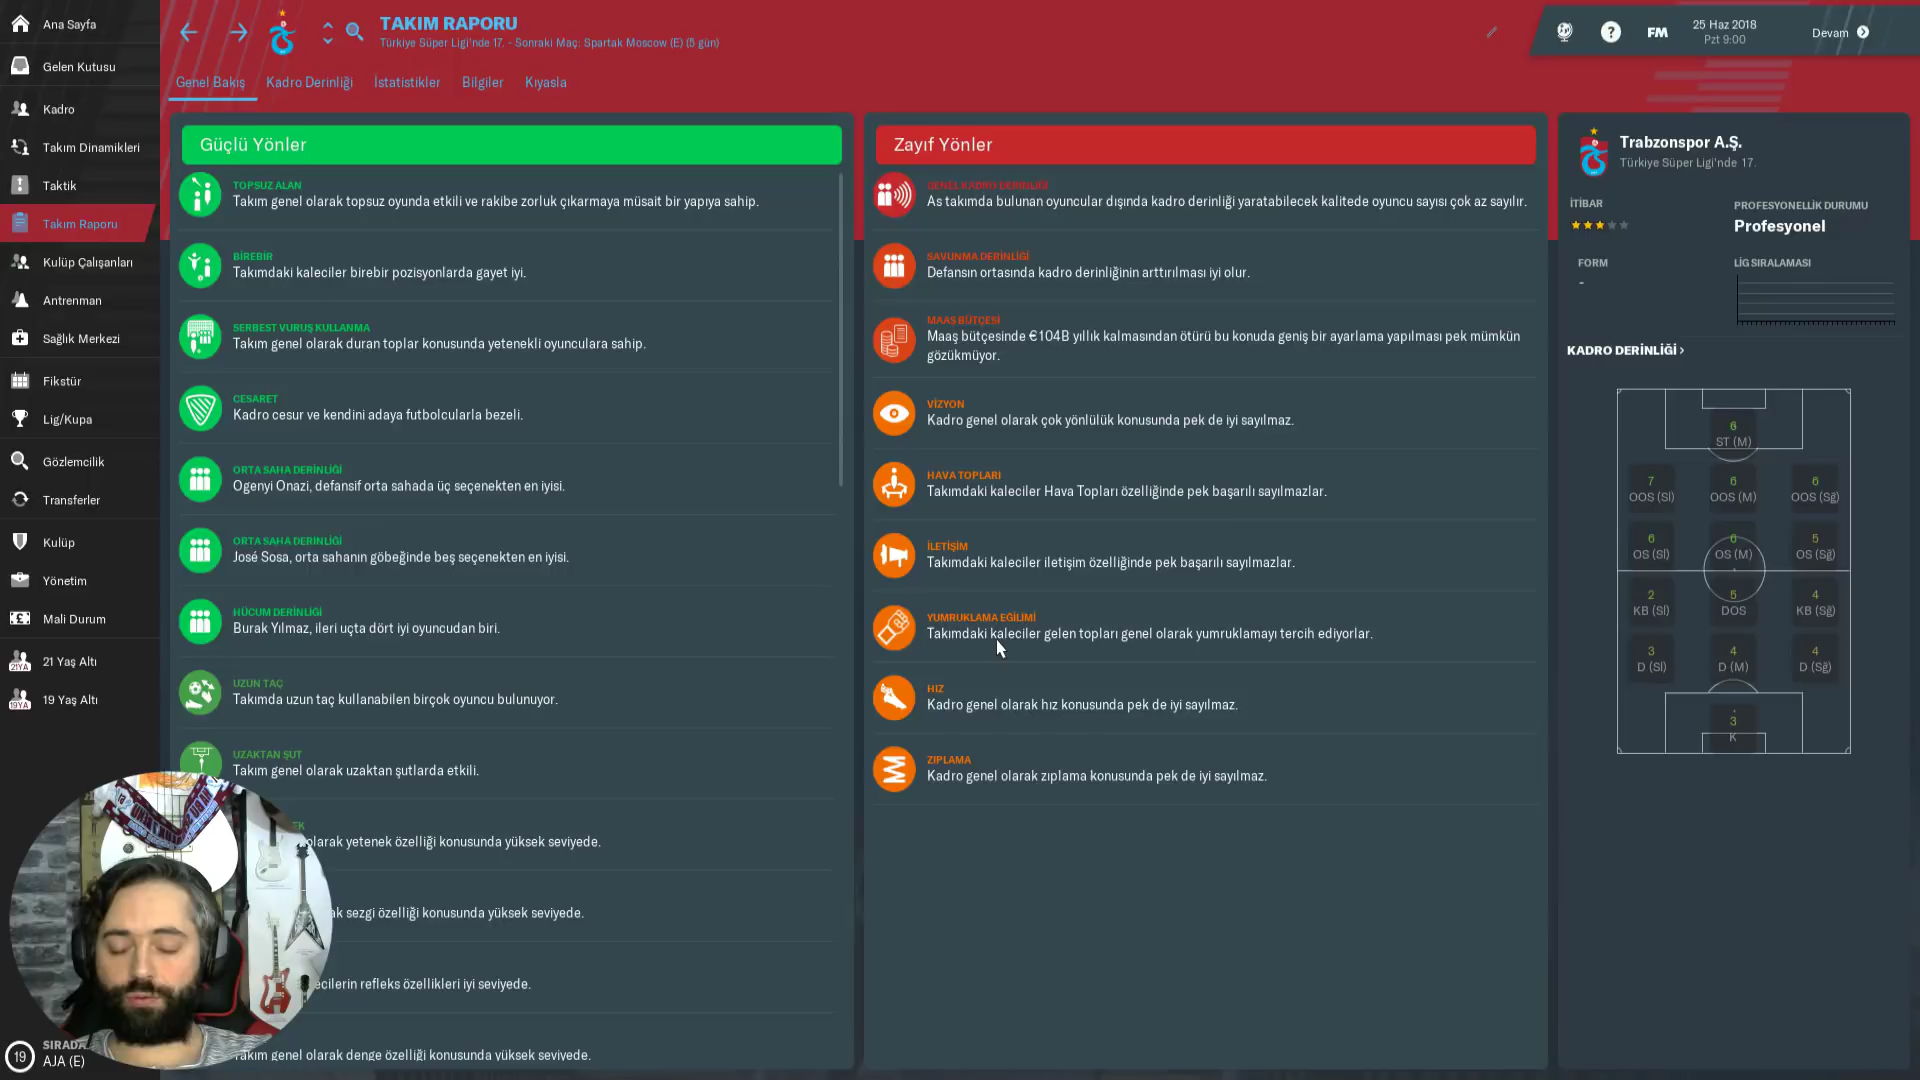 Ana Sayfa
Gelen Kutusu
Kadro
Takım Dinamikleri
Taktik
Takım Raporu
Kulüp Çalışanları
Antrenman
Sağlık Merkezi
Fikstür
Lig/Kupa
Gözlemcilik
Transferler
Kulüp
Yönetim
Mali Durum
21YA
21 Yaş Altı
19YA
19 Yaş Altı
19
SIRADA
AJA (E)
TAKIM RAPORU
Türkiye Süper Ligi'nde 17. - Sonraki Maç: Spartak Moscow (E) (5 gün)
Genel Bakış
Kadro Derinliği
İstatistikler
Bilgiler
Kıyasla
?
FM
25 Haz 2018
Pzt 9:00
Devam
Güçlü Yönler
TOPSUZ ALAN
Takım genel olarak topsuz oyunda etkili ve rakibe zorluk çıkarmaya müsait bir yapıya sahip.
BİREBİR
Takımdaki kaleciler birebir pozisyonlarda gayet iyi.
SERBEST VURUŞ KULLANMA
Takım genel olarak duran toplar konusunda yetenekli oyunculara sahip.
CESARET
Kadro cesur ve kendini adaya futbolcularla bezeli.
ORTA SAHA DERİNLİĞİ
Ogenyi Onazi, defansif orta sahada üç seçenekten en iyisi.
ORTA SAHA DERİNLİĞİ
José Sosa, orta sahanın göbeğinde beş seçenekten en iyisi.
HÜCUM DERİNLİĞİ
Burak Yılmaz, ileri uçta dört iyi oyuncudan biri.
UZUN TAÇ
Takımda uzun taç kullanabilen birçok oyuncu bulunuyor.
UZAKTAN ŞUT
Takım genel olarak uzaktan şutlarda etkili.
EK
olarak yetenek özelliği konusunda yüksek seviyede.
ak sezgi özelliği konusunda yüksek seviyede.
ecilerin refleks özellikleri iyi seviyede.
Takım genel olarak denge özelliği konusunda yüksek seviyede.
Zayıf Yönler
GENEL KADRO DERİNLİĞİ
As takımda bulunan oyuncular dışında kadro derinliği yaratabilecek kalitede oyuncu sayısı çok az sayılır.
SAVUNMA DERİNLİĞİ
Defansın ortasında kadro derinliğinin arttırılması iyi olur.
MAAŞ BÜTÇESİ
Maaş bütçesinde €104B yıllık kalmasından ötürü bu konuda geniş bir ayarlama yapılması pek mümkün
gözükmüyor.
VİZYON
Kadro genel olarak çok yönlülük konusunda pek de iyi sayılmaz.
HAVA TOPLARI
Takımdaki kaleciler Hava Topları özelliğinde pek başarılı sayılmazlar.
İLETİŞİM
Takımdaki kaleciler iletişim özelliğinde pek başarılı sayılmazlar.
YUMRUKLAMA EĞİLİMİ
Takımdaki kaleciler gelen topları genel olarak yumruklamayı tercih ediyorlar.
HIZ
Kadro genel olarak hız konusunda pek de iyi sayılmaz.
ZIPLAMA
Kadro genel olarak zıplama konusunda pek de iyi sayılmaz.
Trabzonspor A.Ş.
Türkiye Süper Ligi'nde 17.
İTİBAR
PROFESYONELLİK DURUMU
Profesyonel
FORM
-
LİG SIRALAMASI
KADRO DERİNLİĞİ ›
6
ST (M)
7 6 6
OOS (Sl) OOS (M) OOS (Sğ)
6 6 5
OS (Sl) OS (M) OS (Sğ)
2 5 4
KB (Sl) DOS KB (Sğ)
3 4 4
D (Sl) D (M) D (Sğ)
3
K